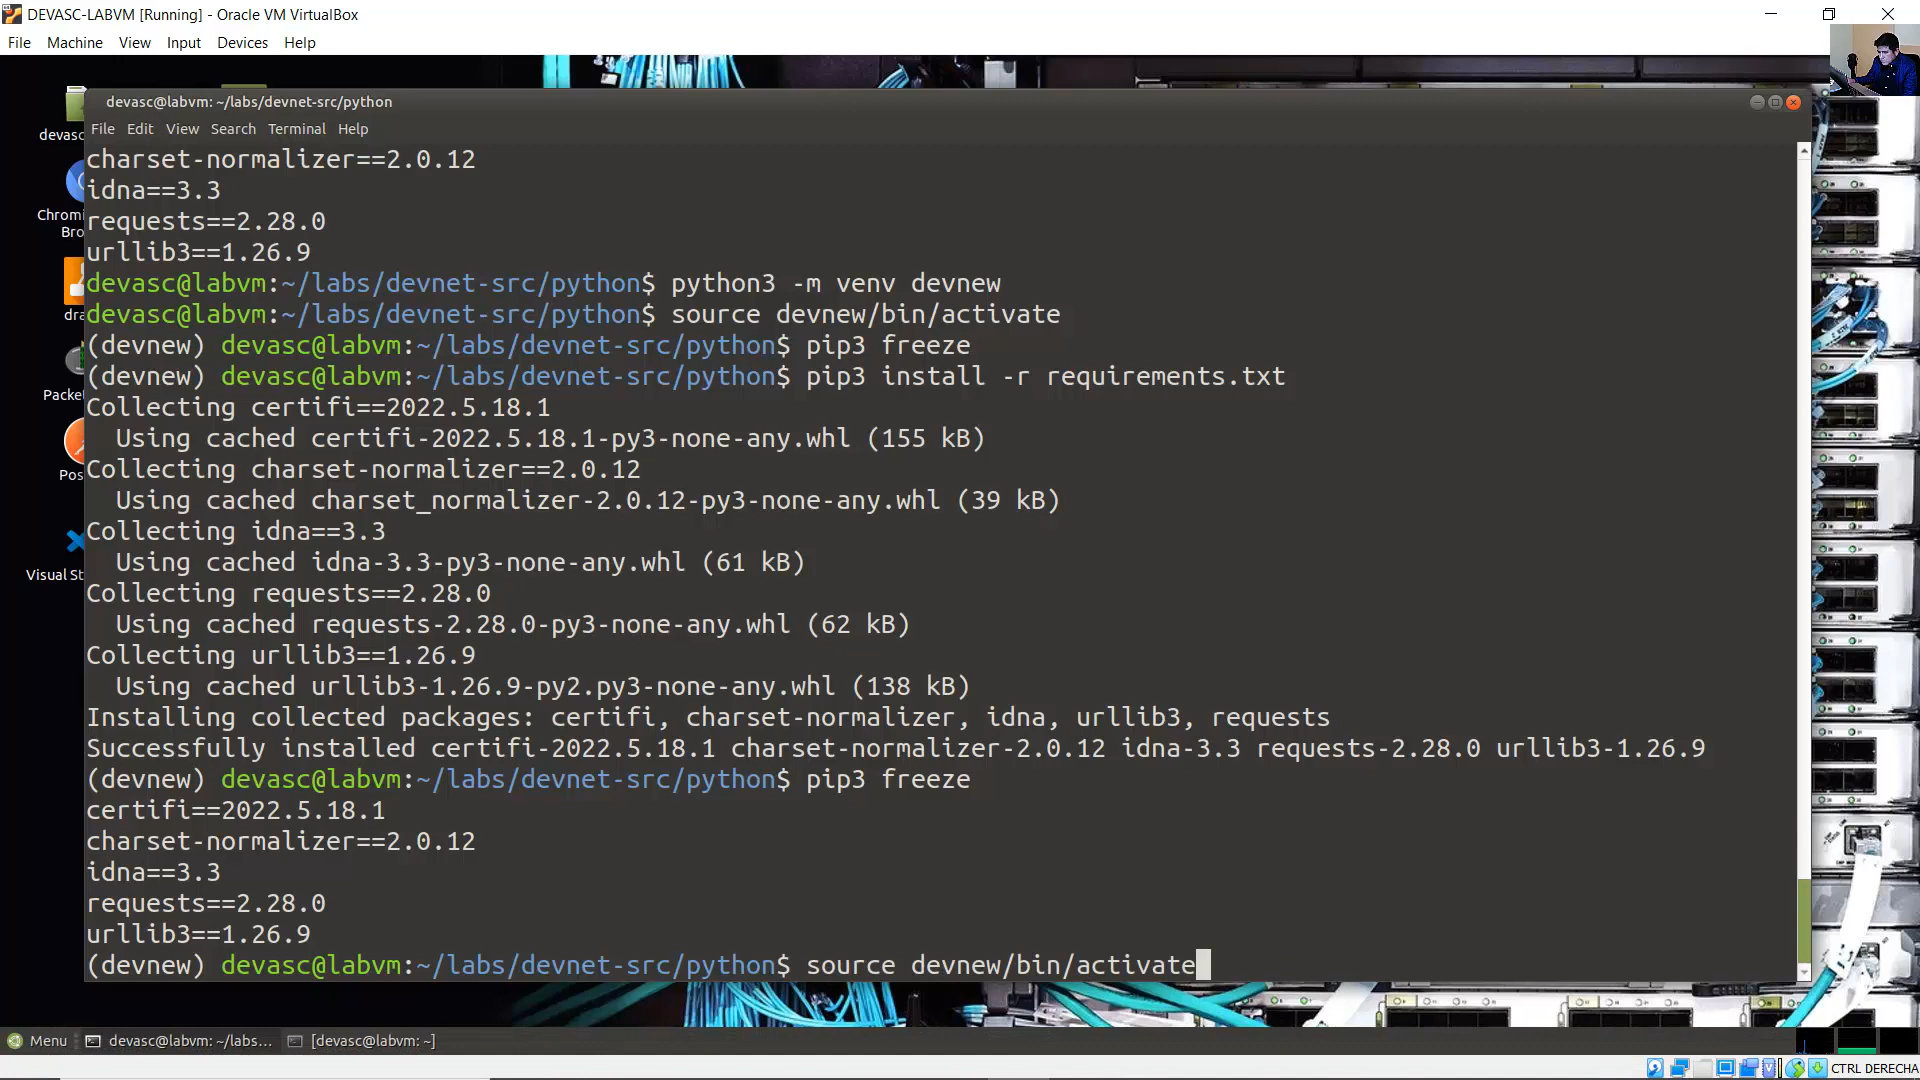 DEVASC-LABVM [Running] - Oracle VM VirtualBox
File Machine View Input Devices Help
devasc@labvm: ~/labs/devnet-src/python
File Edit View Search Terminal Help
devasc
Chromi
Bro
dra
Packet
Pos
Visual St
charset-normalizer==2.0.12
idna==3.3
requests==2.28.0
urllib3==1.26.9
devasc@labvm:~/labs/devnet-src/python$ python3 -m venv devnew
devasc@labvm:~/labs/devnet-src/python$ source devnew/bin/activate
(devnew) devasc@labvm:~/labs/devnet-src/python$ pip3 freeze
(devnew) devasc@labvm:~/labs/devnet-src/python$ pip3 install -r requirements.txt
Collecting certifi==2022.5.18.1
  Using cached certifi-2022.5.18.1-py3-none-any.whl (155 kB)
Collecting charset-normalizer==2.0.12
  Using cached charset_normalizer-2.0.12-py3-none-any.whl (39 kB)
Collecting idna==3.3
  Using cached idna-3.3-py3-none-any.whl (61 kB)
Collecting requests==2.28.0
  Using cached requests-2.28.0-py3-none-any.whl (62 kB)
Collecting urllib3==1.26.9
  Using cached urllib3-1.26.9-py2.py3-none-any.whl (138 kB)
Installing collected packages: certifi, charset-normalizer, idna, urllib3, requests
Successfully installed certifi-2022.5.18.1 charset-normalizer-2.0.12 idna-3.3 requests-2.28.0 urllib3-1.26.9
(devnew) devasc@labvm:~/labs/devnet-src/python$ pip3 freeze
certifi==2022.5.18.1
charset-normalizer==2.0.12
idna==3.3
requests==2.28.0
urllib3==1.26.9
(devnew) devasc@labvm:~/labs/devnet-src/python$ source devnew/bin/activate
Menu devasc@labvm: ~/labs... [devasc@labvm: ~]
CTRL DERECHA